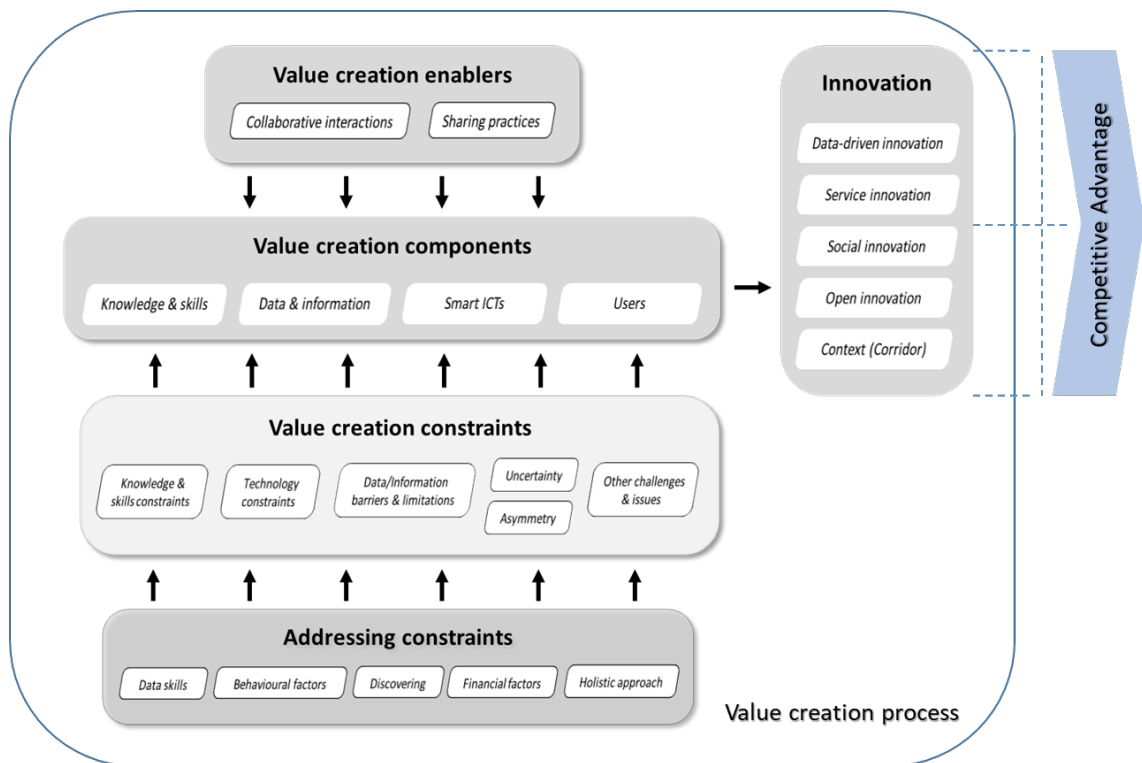 Value creation enablers
Collaborative interactions
Sharing practices
Value creation components
Knowledge & skills
Data & information
Smart ICTs
Users
Value creation constraints
Knowledge &
skills constraints
Technology
constraints
Data/Information
barriers & limitations
Uncertainty
Asymmetry
Other challenges
& issues
Addressing constraints
Data skills
Behavioural factors
Discovering
Financial factors
Holistic approach
Value creation process
Innovation
Data-driven innovation
Service innovation
Social innovation
Open innovation
Context (Corridor)
Competitive Advantage